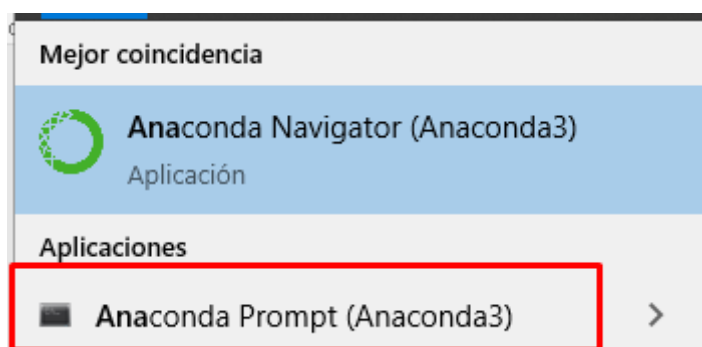 Mejor coincidencia
Anaconda Navigator (Anaconda3)
Aplicación
Aplicaciones
Anaconda Prompt (Anaconda3)